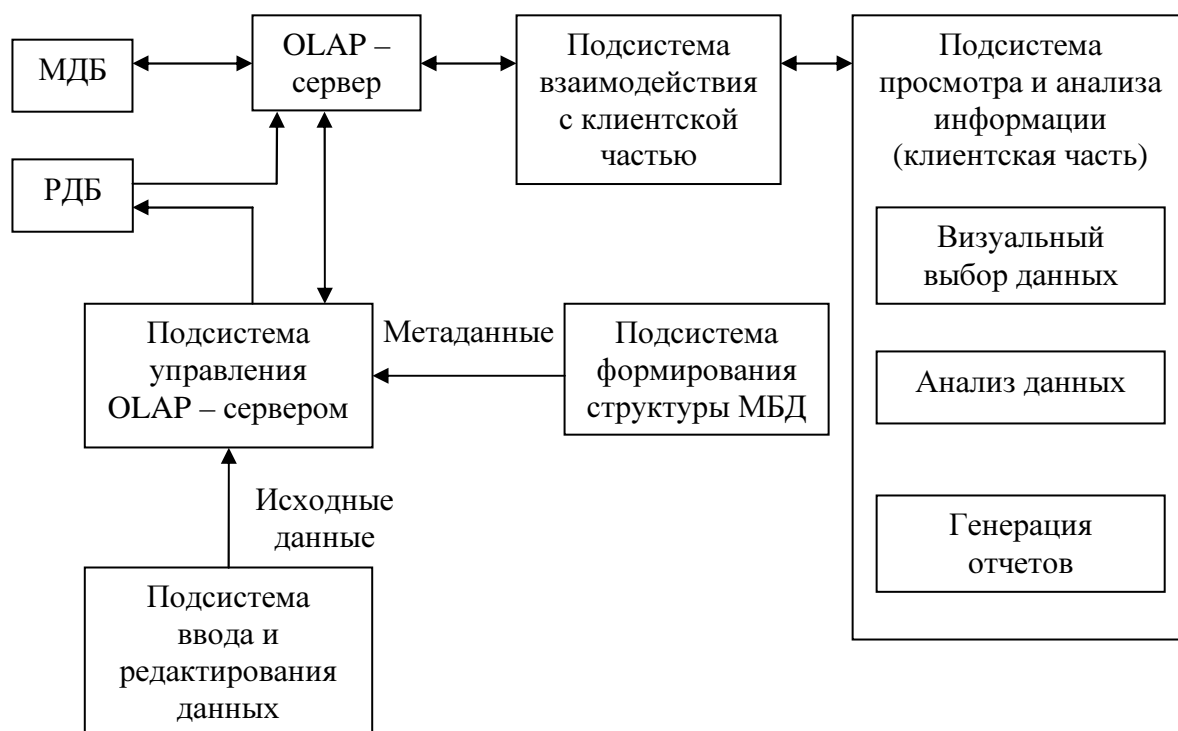 МДБ
OLAP –
сервер
Подсистема
взаимодействия
с клиентской
частью
Подсистема
просмотра и анализа
информации
(клиентская часть)
РДБ
Визуальный
выбор данных
Подсистема
управления
OLAP – сервером
Метаданные
Подсистема
формирования
структуры МБД
Анализ данных
Исходные
данные
Генерация
отчетов
Подсистема
ввода и
редактирования
данных